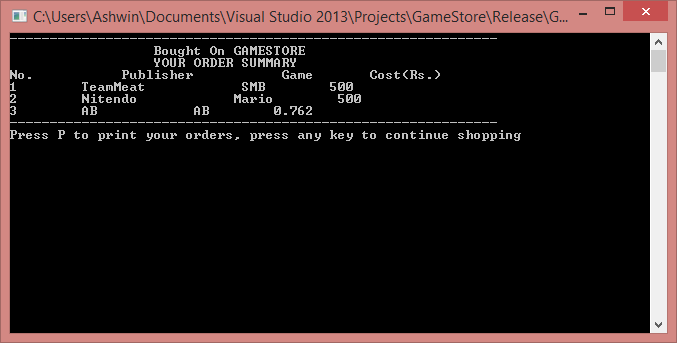 C:\Users\Ashwin\Documents\Visual Studio 2013\Projects\GameStore\Release\G...
Bought On GAMESTORE
YOUR ORDER SUMMARY
No. Publisher Game Cost(Rs.)
1 TeamMeat SMB 500
2 Nitendo Mario 500
3 AB AB 0.762
Press P to print your orders, press any key to continue shopping